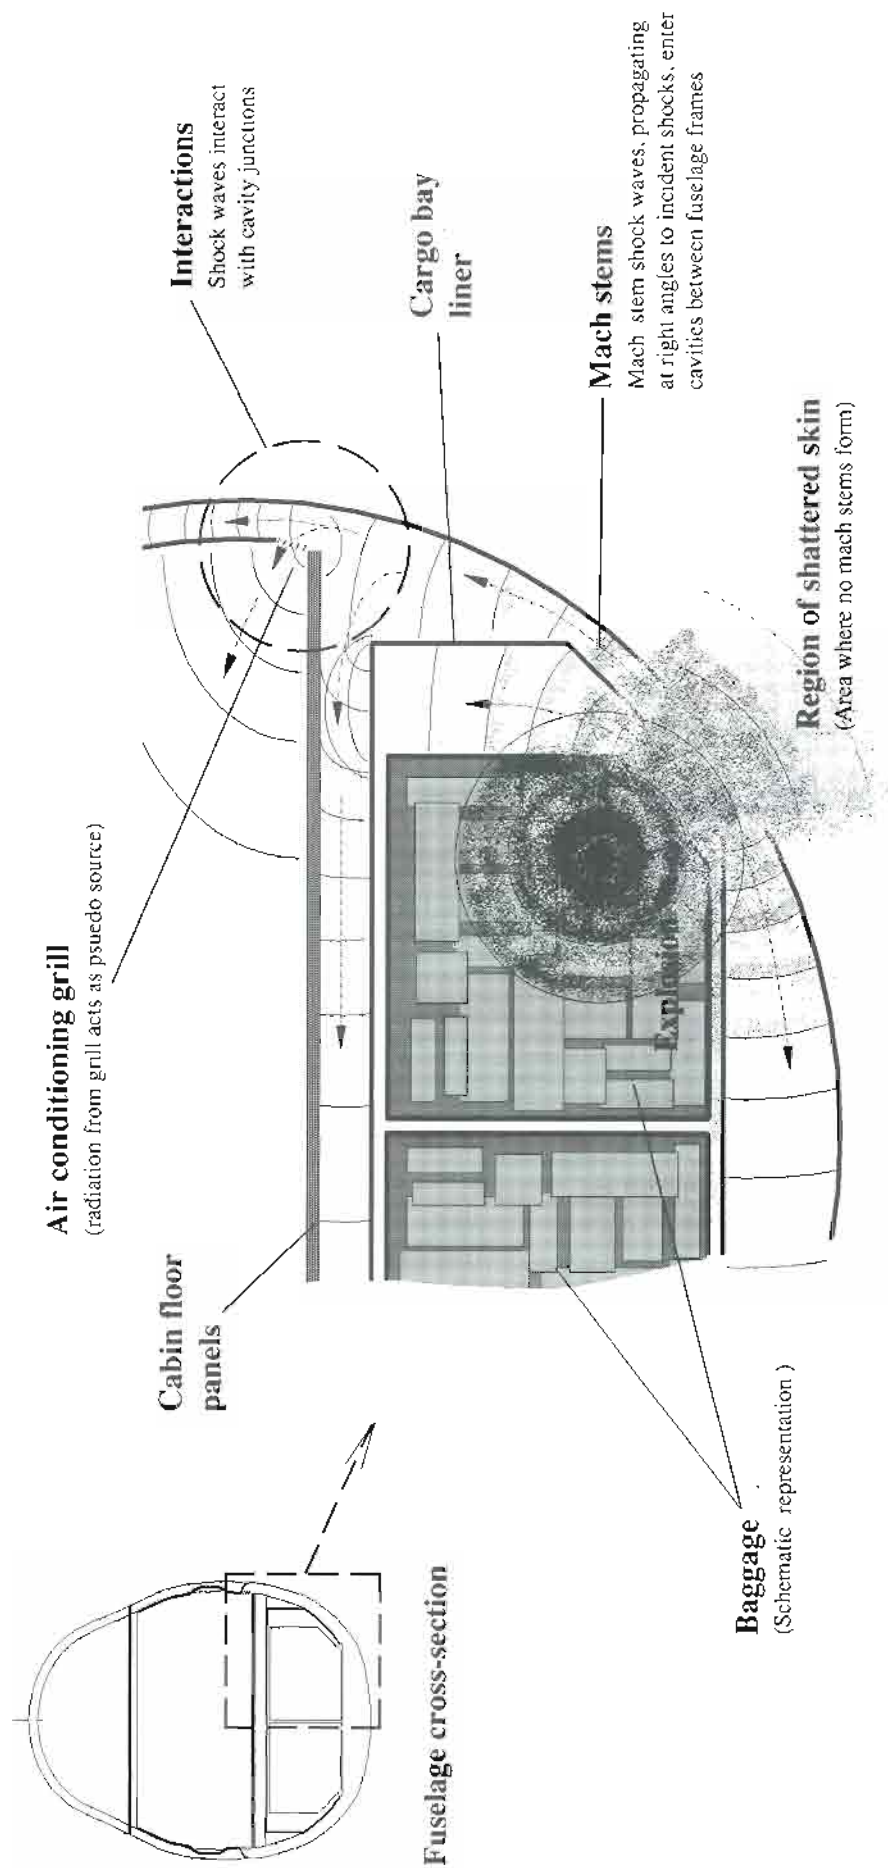 Fuselage cross-section
Cabin floor
panels
Air conditioning grill
(radiation from grill acts as psuedo source)
Interactions
Shock waves interact
with cavity junctions
Cargo bay
liner
Mach stems
Mach stem shock waves, propagating
at right angles to incident shocks, enter
cavities between fuselage frames
Region of shattered skin
(Area where no mach stems form)
Explosion
Baggage
(Schematic representation )